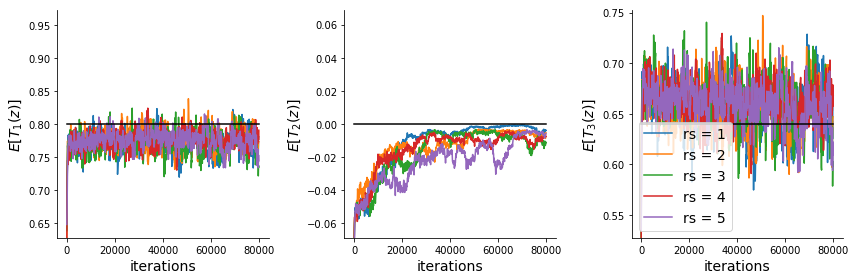 0.95
0.90
0.85
0.80
0.75
0.70
0.65
E[T1(z)]
0 20000 40000 60000 80000
iterations
0.06
0.04
0.02
0.00
−0.02
−0.04
−0.06
E[T2(z)]
0 20000 40000 60000 80000
iterations
0.75
0.70
0.65
0.60
0.55
E[T3(z)]
rs = 1
rs = 2
rs = 3
rs = 4
rs = 5
0 20000 40000 60000 80000
iterations